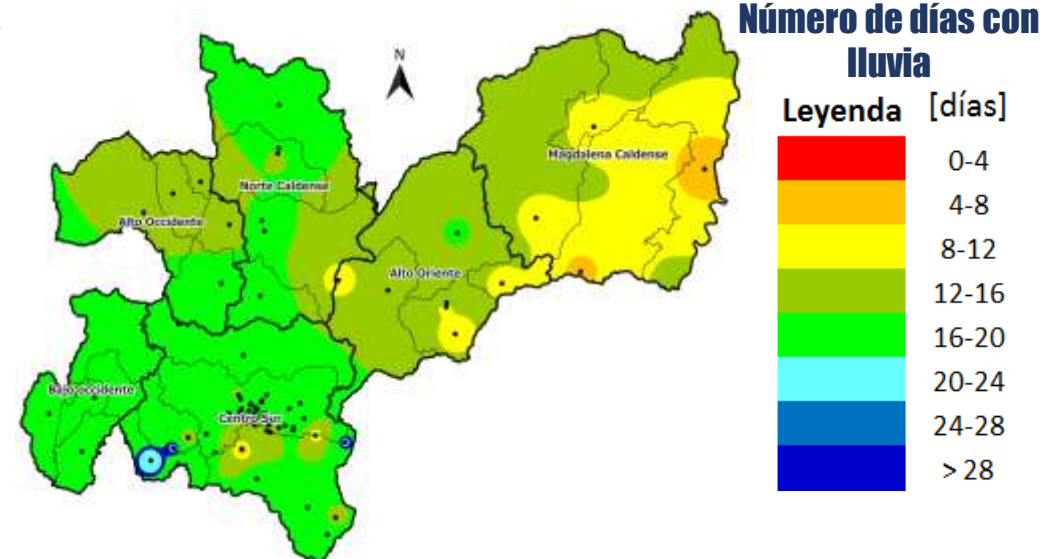 Número de días con
lluvia
Leyenda [días]
0-4
4-8
8-12
12-16
16-20
20-24
24-28
> 28
N
Magdalena Caldense
Norte Caldense
Alto Occidente
Alto Oriente
Bajo occidente
Centro Sur